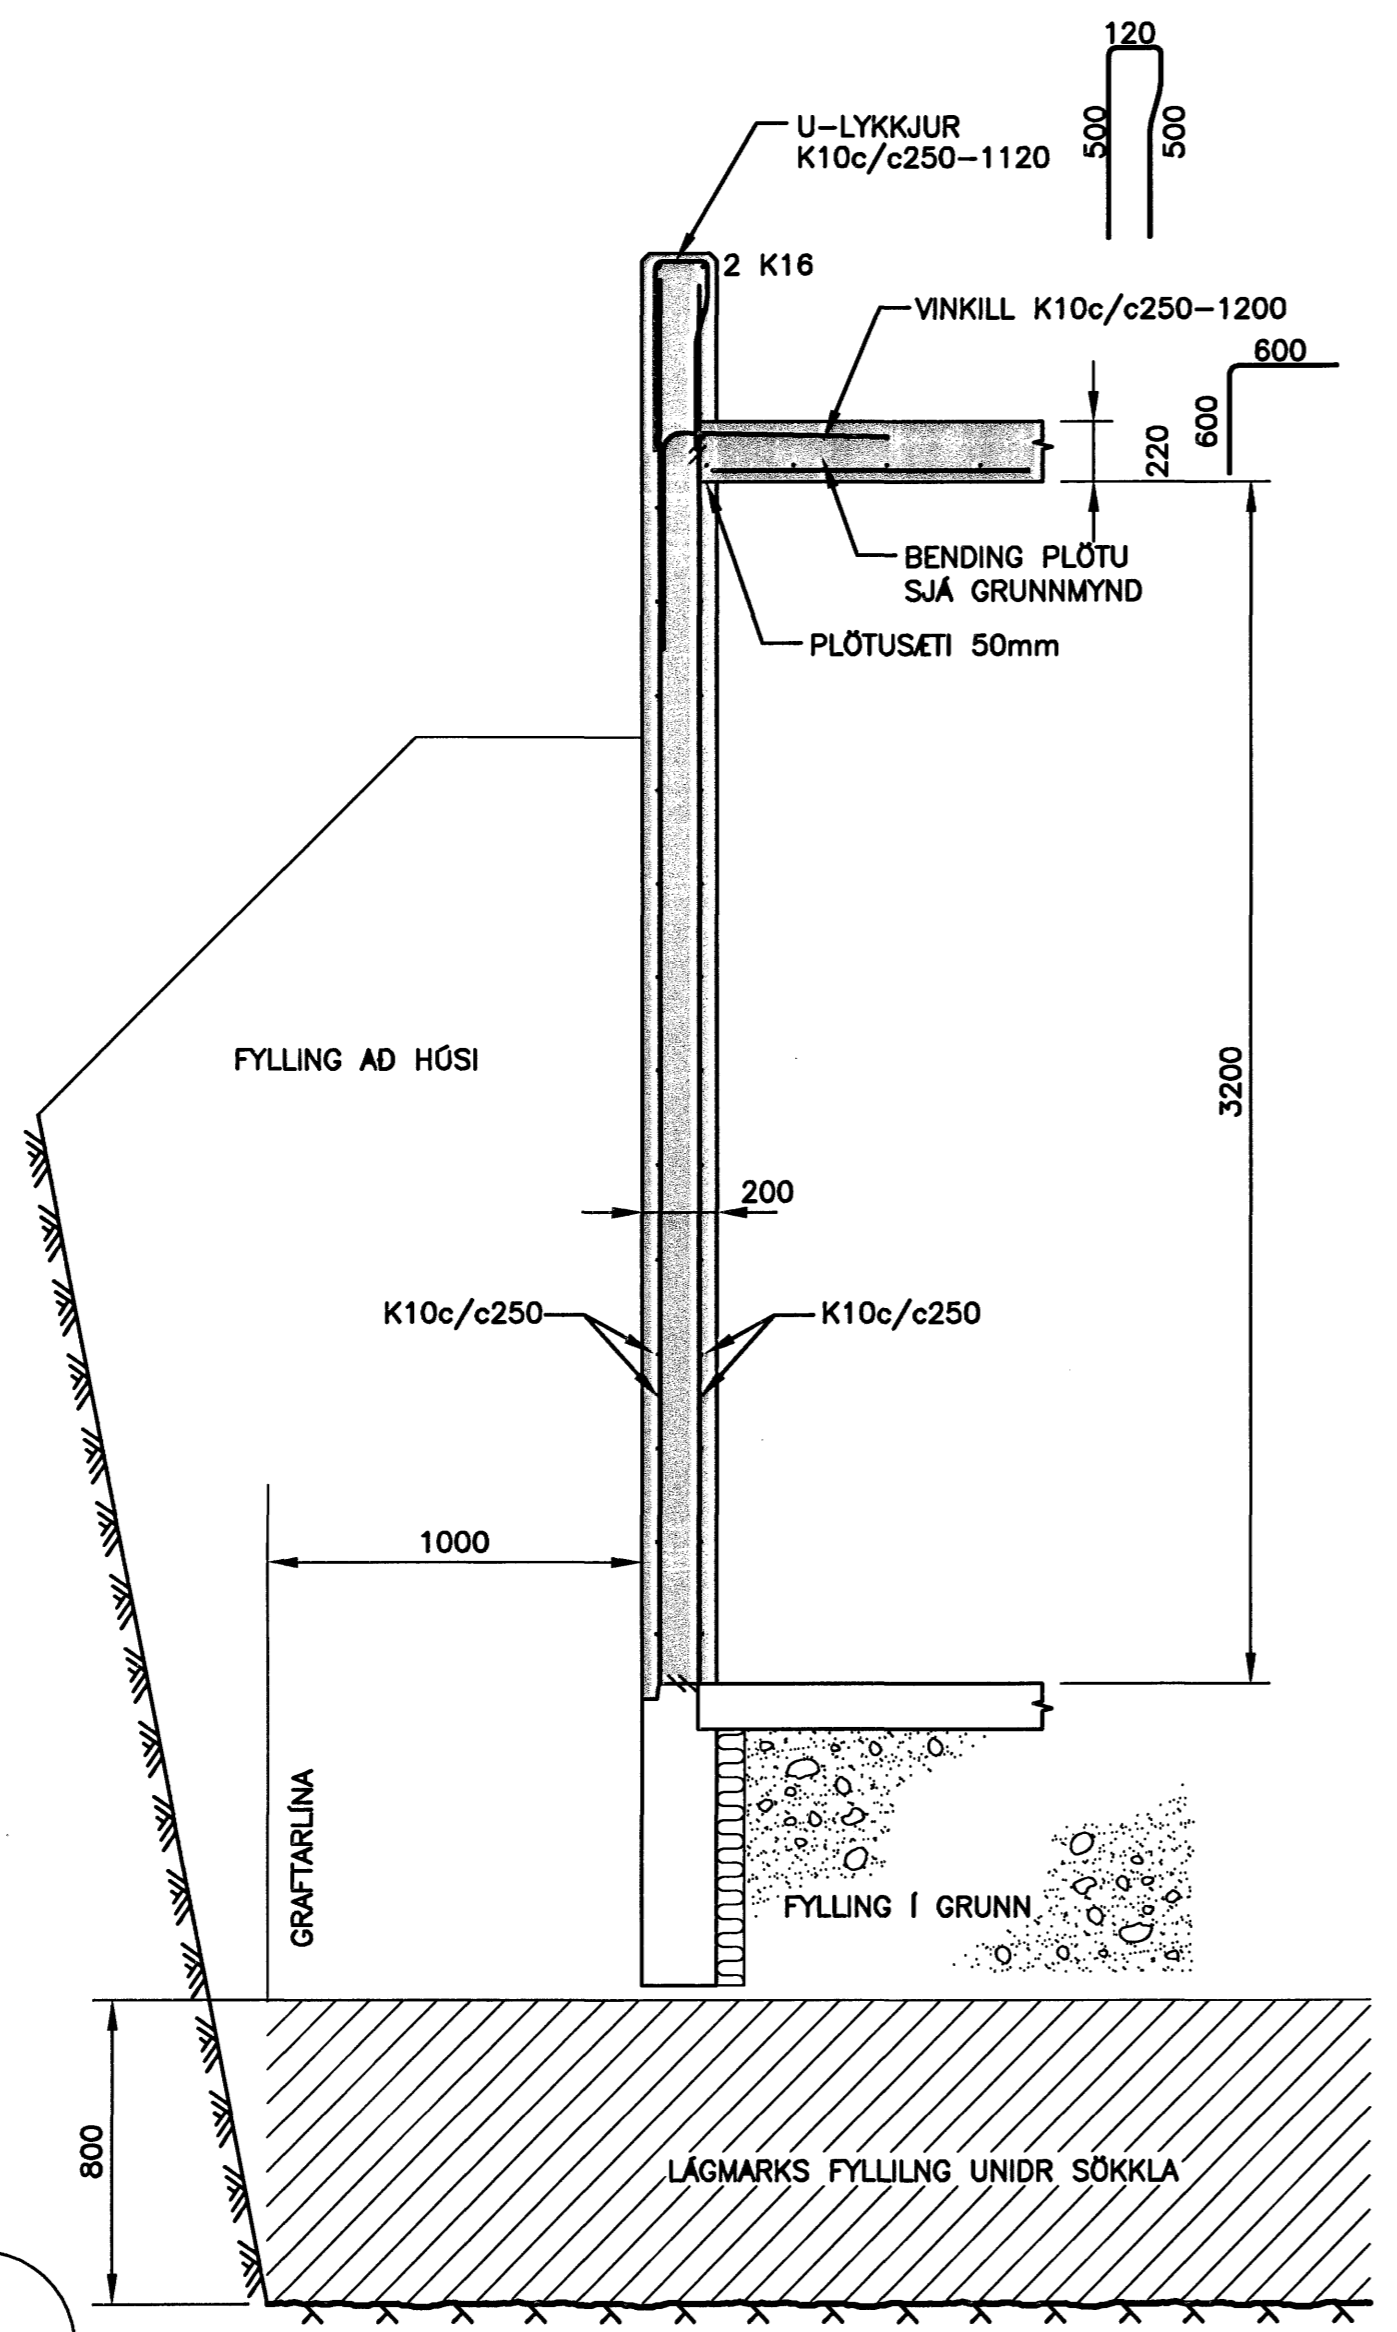 120
500
500
U-LYKKJUR
K10c/c250-1120
2 K16
VINKILL K10c/c250-1200
600
600
220
BENDING PLÖTU
SJÁ GRUNNMYND
PLÖTUSÆTI 50mm
FYLLING AÐ HÚSI
3200
200
K10c/c250
K10c/c250
1000
GRAFTARLÍNA
FYLLING Í GRUNN
800
LÁGMARKS FYLLILNG UNIDR SÖKKLA